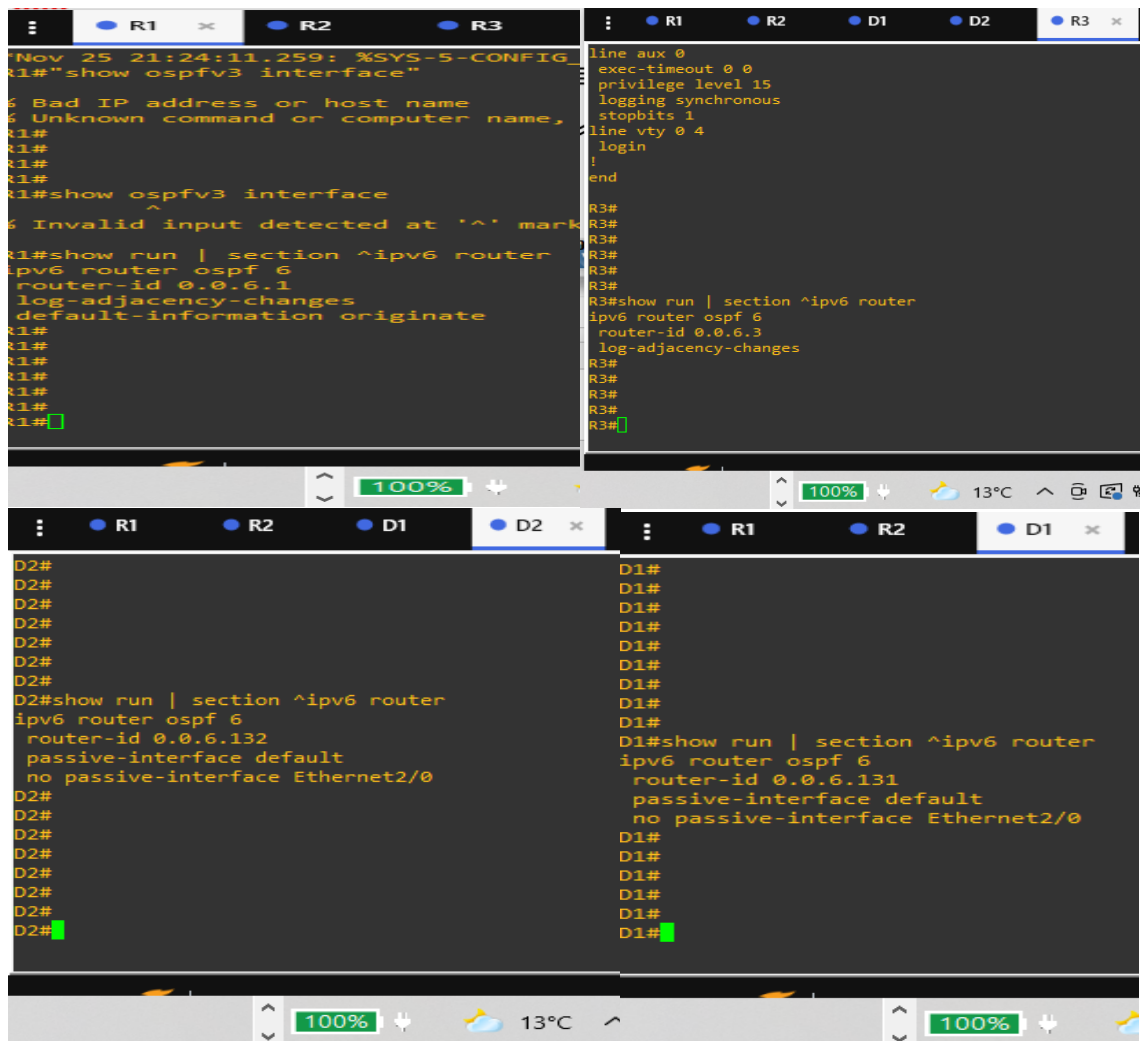 R1
×
R2
R3
*Nov 25 21:24:11.259: %SYS-5-CONFIG_
R1#"show ospfv3 interface"
% Bad IP address or host name
% Unknown command or computer name,
R1#
R1#
R1#
R1#
R1#show ospfv3 interface
^
% Invalid input detected at '^' mark
R1#show run | section ^ipv6 router
ipv6 router ospf 6
router-id 0.0.6.1
log-adjacency-changes
default-information originate
R1#
R1#
R1#
R1#
R1#
R1#
R1#
100%
R1
R2
D1
D2
R3
×
line aux 0
exec-timeout 0 0
privilege level 15
logging synchronous
stopbits 1
line vty 0 4
login
!
end
R3#
R3#
R3#
R3#
R3#
R3#
R3#show run | section ^ipv6 router
ipv6 router ospf 6
router-id 0.0.6.3
log-adjacency-changes
R3#
R3#
R3#
R3#
R3#
100%
13°C
R1
R2
D1
D2
×
D2#
D2#
D2#
D2#
D2#
D2#
D2#
D2#show run | section ^ipv6 router
ipv6 router ospf 6
router-id 0.0.6.132
passive-interface default
no passive-interface Ethernet2/0
D2#
D2#
D2#
D2#
D2#
D2#
D2#
D2#
100%
13°C
R1
R2
D1
×
D1#
D1#
D1#
D1#
D1#
D1#
D1#
D1#
D1#
D1#show run | section ^ipv6 router
ipv6 router ospf 6
router-id 0.0.6.131
passive-interface default
no passive-interface Ethernet2/0
D1#
D1#
D1#
D1#
D1#
D1#
100%